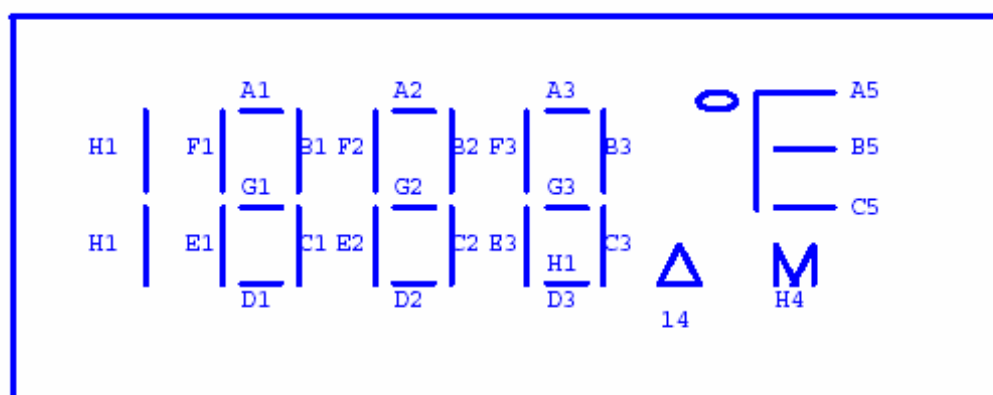 A1 A2 A3 A5
H1 F1 B1 F2 B2 F3 B3 B5
G1 G2 G3 C5
H1 E1 C1 E2 C2 E3 C3
H1
D1 D2 D3 M H4
14